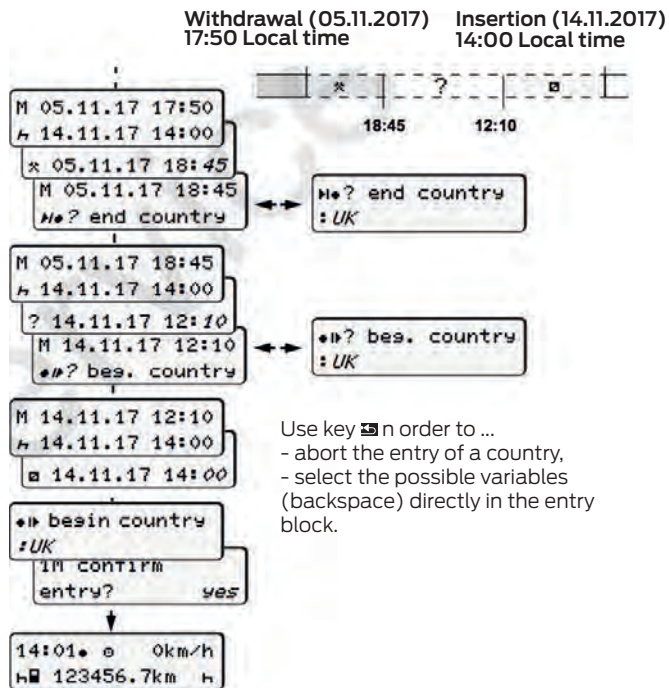 Withdrawal (05.11.2017)
17:50 Local time
Insertion (14.11.2017)
14:00 Local time
?
18:45
12:10
M 05.11.17 17:50
14.11.17 14:00
05.11.17 18:45
M 05.11.17 18:45
? end country
? end country
: UK
M 05.11.17 18:45
14.11.17 14:00
? 14.11.17 12:10
M 14.11.17 12:10
? beg. country
? beg. country
: UK
M 14.11.17 12:10
14.11.17 14:00
14.11.17 14:00
Use key n order to ...
- abort the entry of a country,
- select the possible variables
(backspace) directly in the entry
block.
begin country
: UK
1M confirm
entry? yes
14:01 0km/h
123456.7km